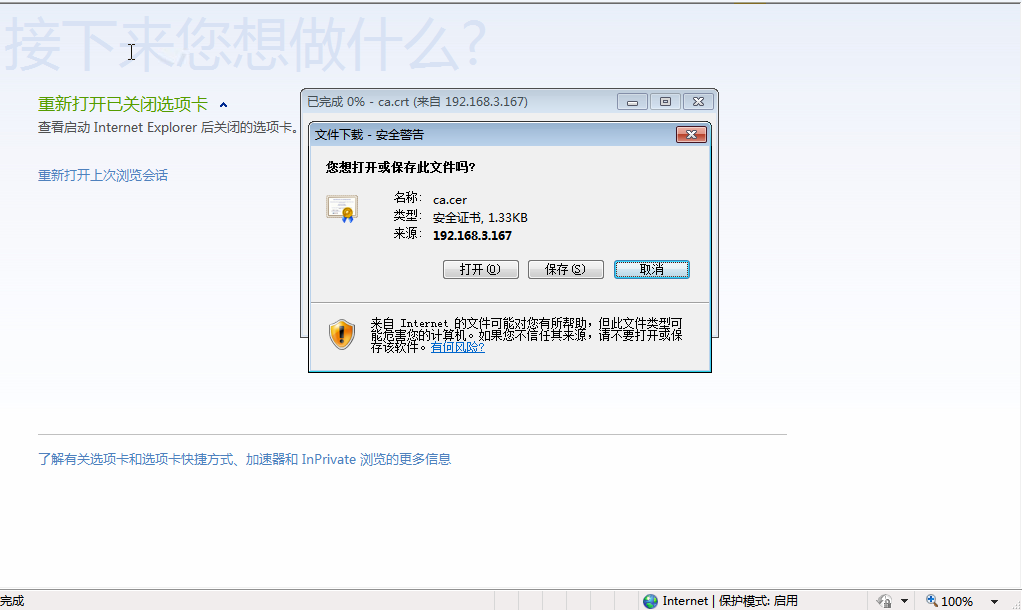 接下来您想做什么?
重新打开已关闭选项卡
查看启动 Internet Explorer 后关闭的选项卡。
重新打开上次浏览会话
已完成 0% - ca.crt (来自 192.168.3.167)
文件下载 - 安全警告
您想打开或保存此文件吗?
名称: ca.cer
类型: 安全证书, 1.33KB
来源: 192.168.3.167
打开(O) 保存(S) 取消
来自 Internet 的文件可能对您有所帮助，但此文件类型可
能危害您的计算机。如果您不信任其来源，请不要打开或保
存该软件。有何风险?
了解有关选项卡和选项卡快捷方式、加速器和 InPrivate 浏览的更多信息
完成 Internet | 保护模式: 启用 100%